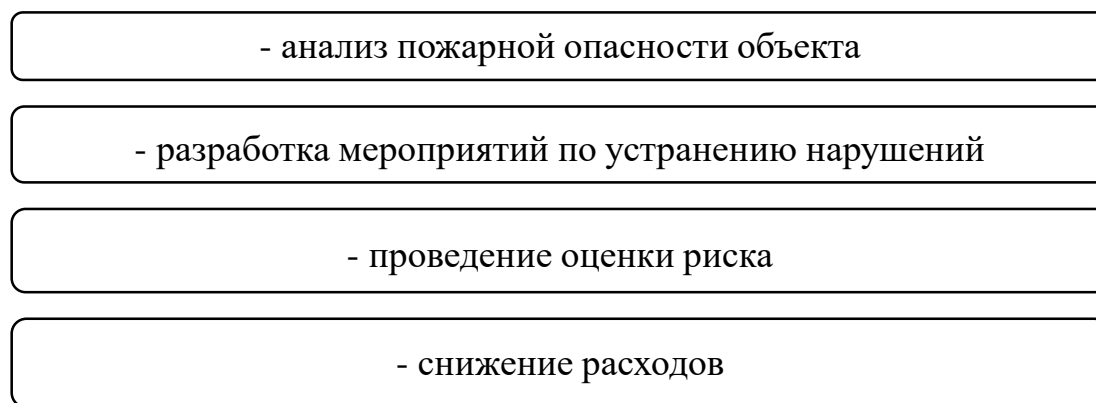 - анализ пожарной опасности объекта
- разработка мероприятий по устранению нарушений
- проведение оценки риска
- снижение расходов